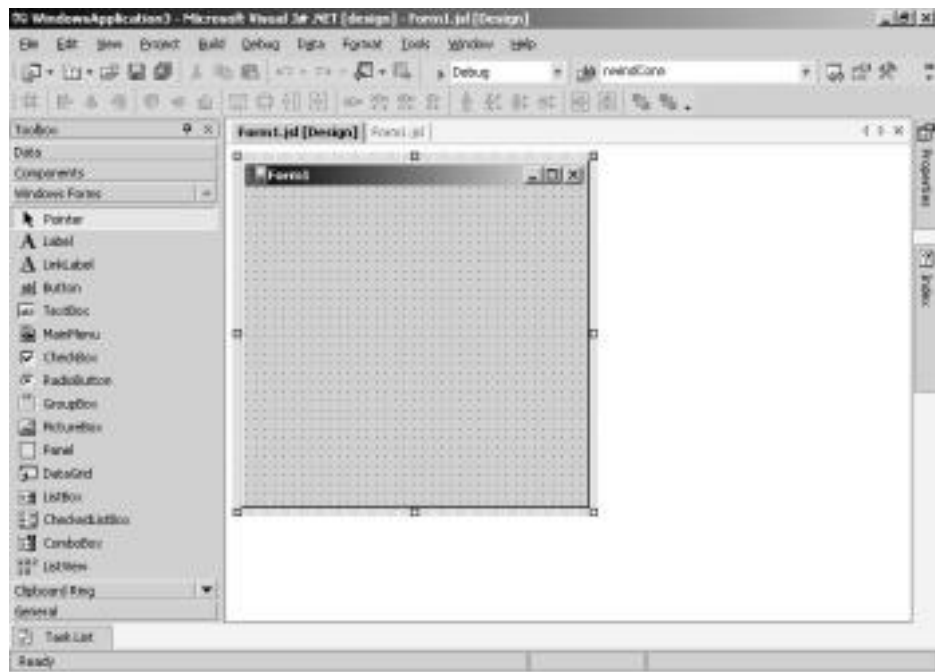 WindowsApplication3 - Microsoft Visual J# .NET [design] - Form1.jsl [Design]
File Edit View Project Build Debug Data Format Tools Window Help
Debug
Toolbox
Form1.jsl [Design] Form1.jsl
Data
Components
Windows Forms
Form1
Pointer
Label
LinkLabel
Button
TextBox
MainMenu
CheckBox
RadioButton
GroupBox
PictureBox
Panel
DataGrid
ListBox
CheckedListBox
ComboBox
ListView
Clipboard Ring
General
Properties
Index
Task List
Ready